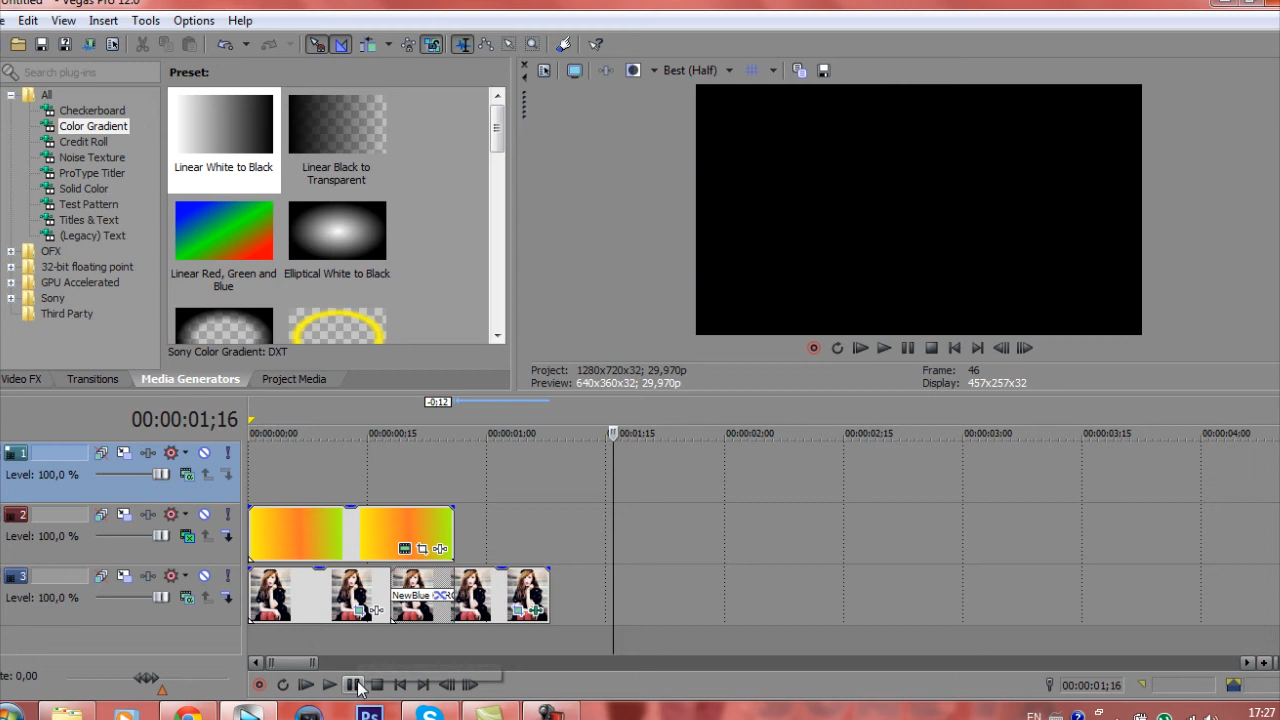 Vegas Pro 12.0
Edit View Insert Tools Options Help
Search plug-ins
Preset:
Best (Half)
All
Checkerboard
Color Gradient
Credit Roll
Noise Texture
ProType Titler
Solid Color
Test Pattern
Titles & Text
(Legacy) Text
OFX
32-bit floating point
GPU Accelerated
Sony
Third Party
Linear White to Black
Linear Black to Transparent
Linear Red, Green and Blue
Elliptical White to Black
Sony Color Gradient: DXT
Video FX Transitions Media Generators Project Media
Project: 1280x720x32; 29,970p
Preview: 640x360x32; 29,970p
Frame: 46
Display: 457x257x32
-0;12
00:00:01;16
00:00:00;00 00:00:00;15 00:00:01;00 00:00:01;15 00:00:02;00 00:00:02;15 00:00:03;00 00:00:03;15 00:00:04;00
1
Level: 100,0 %
2
Level: 100,0 %
3
Level: 100,0 %
NewBlue
te: 0,00
00:00:01;16
Ps
EN
17:27